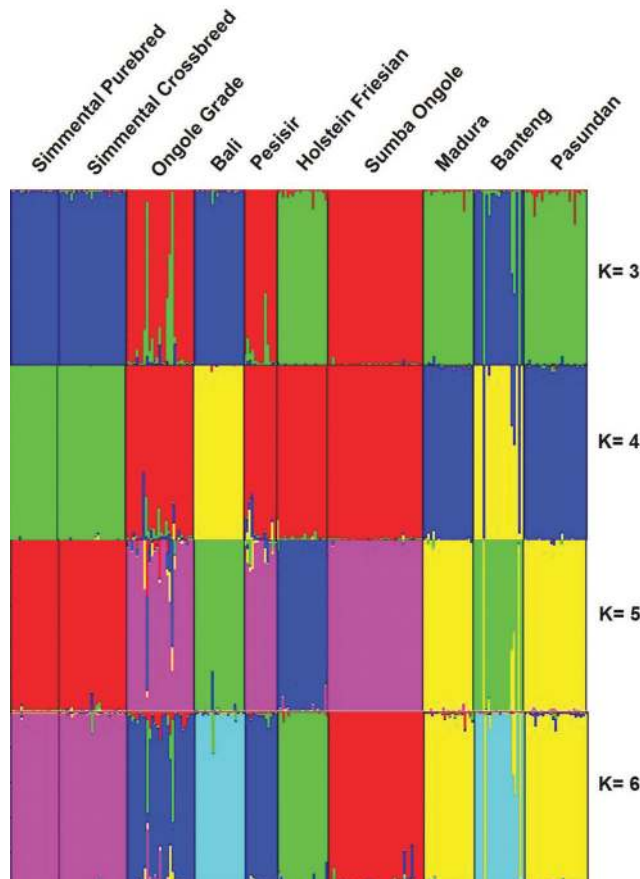 Simmental Purebred
Simmental Crossbreed
Ongole Grade
Bali
Pesisir
Holstein Friesian
Sumba Ongole
Madura
Banteng
Pasundan
K= 3
K= 4
K= 5
K= 6